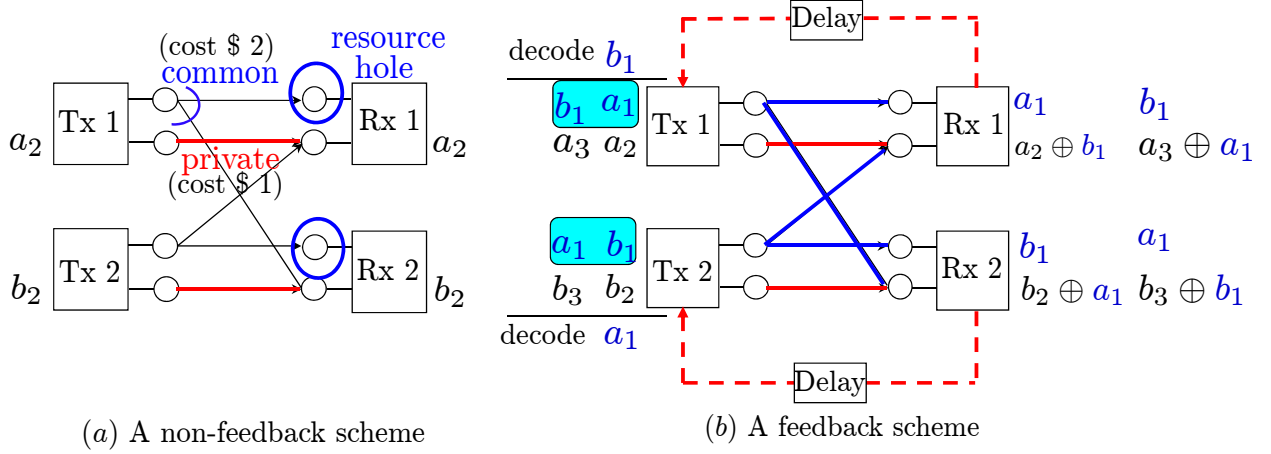 (cost $ 2)
common
resource
hole
Tx 1
Rx 1
a₂
a₂
private
(cost $ 1)
Tx 2
Rx 2
b₂
b₂
(a) A non-feedback scheme
Delay
decode b₁
b₁ a₁
a₃ a₂
Tx 1
Rx 1
a₁ b₁
a₂ ⊕ b₁ a₃ ⊕ a₁
a₁ b₁
b₃ b₂
Tx 2
Rx 2
b₁ a₁
b₂ ⊕ a₁ b₃ ⊕ b₁
decode a₁
Delay
(b) A feedback scheme